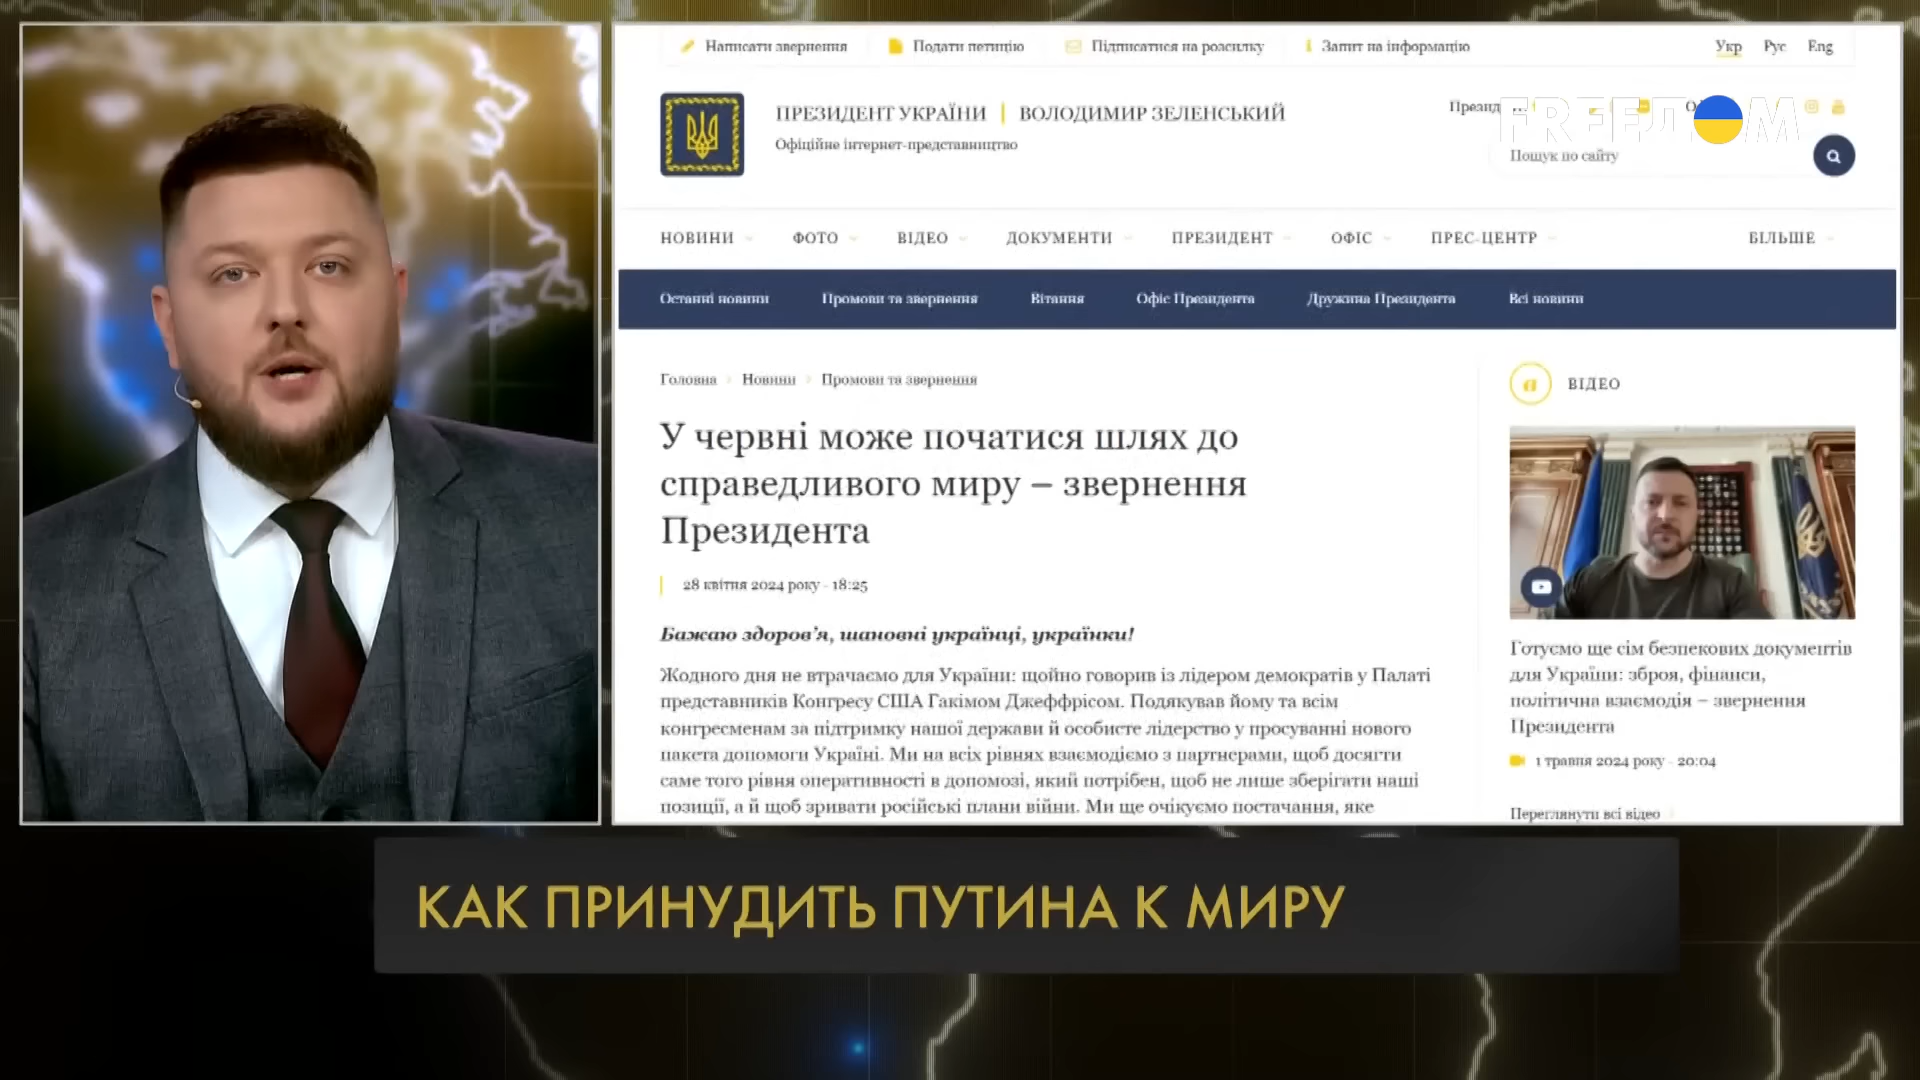 Написати звернення
Подати петицію
Підписатися на розсилку
Запит на інформацію
Укр Рус Eng
ПРЕЗИДЕНТ УКРАЇНИ | ВОЛОДИМИР ЗЕЛЕНСЬКИЙ
Офіційне інтернет-представництво
FREEДOM
Пошук по сайту
НОВИНИ ФОТО ВІДЕО ДОКУМЕНТИ ПРЕЗИДЕНТ ОФІС ПРЕС-ЦЕНТР БІЛЬШЕ
Останні новини Промови та звернення Вітання Офіс Президента Дружина Президента Всі новини
Головна Новини Промови та звернення
У червні може початися шлях до
справедливого миру – звернення
Президента
28 квітня 2024 року - 18:25
Бажаю здоров’я, шановні українці, українки!
Жодного дня не втрачаємо для України: щойно говорив із лідером демократів у Палаті
представників Конгресу США Гакімом Джеффрісом. Подякував йому та всім
конгресменам за підтримку нашої держави й особисте лідерство у просуванні нового
пакета допомоги Україні. Ми на всіх рівнях взаємодіємо з партнерами, щоб досягти
саме того рівня оперативності в допомозі, який потрібен, щоб не лише зберігати наші
позиції, а й щоб зривати російські плани війни. Ми ще очікуємо постачання, яке
ВІДЕО
Готуємо ще сім безпекових документів
для України: зброя, фінанси,
політична взаємодія – звернення
Президента
1 травня 2024 року - 20:04
Переглянути всі відео
КАК ПРИНУДИТЬ ПУТИНА К МИРУ